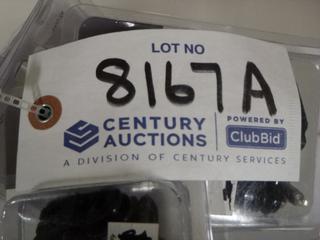 LOT NO
8167A
CENTURY AUCTIONS
POWERED BY ClubBid
A DIVISION OF CENTURY SERVICES